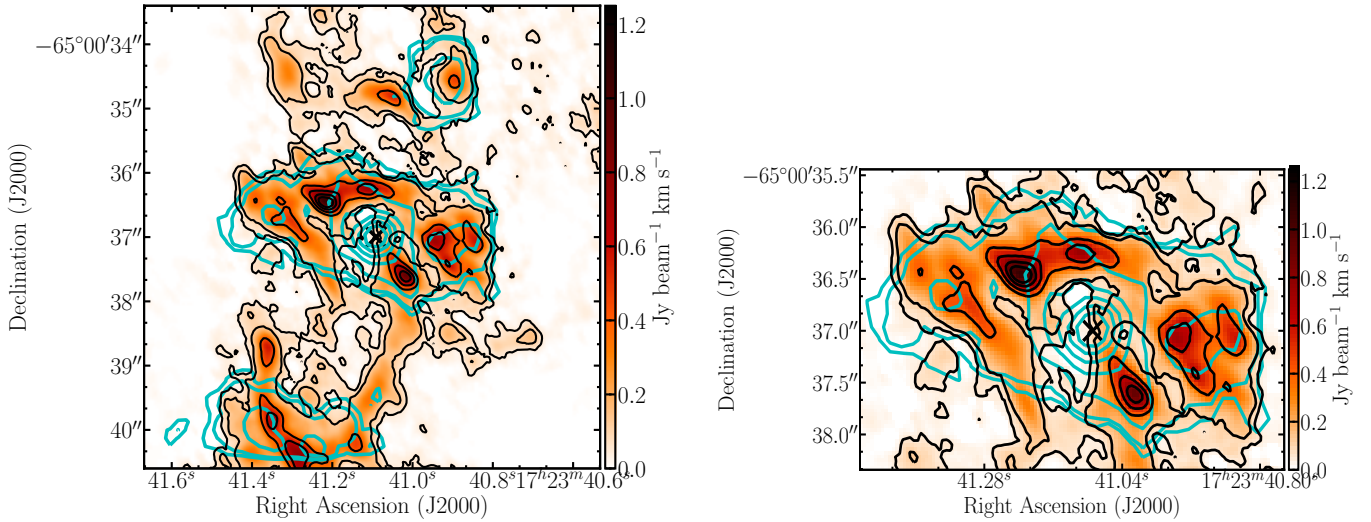 −65°00′34″
35″
36″
37″
38″
39″
40″
Declination (J2000)
41.6ˢ
41.4ˢ
41.2ˢ
41.0ˢ
40.8ˢ
17ʰ23ᵐ40.6ˢ
Right Ascension (J2000)
1.2
1.0
0.8
0.6
0.4
0.2
0.0
Jy beam⁻¹ km s⁻¹
−65°00′35.5″
36.0″
36.5″
37.0″
37.5″
38.0″
Declination (J2000)
41.28ˢ
41.04ˢ
17ʰ23ᵐ40.80ˢ
Right Ascension (J2000)
1.2
1.0
0.8
0.6
0.4
0.2
0.0
Jy beam⁻¹ km s⁻¹